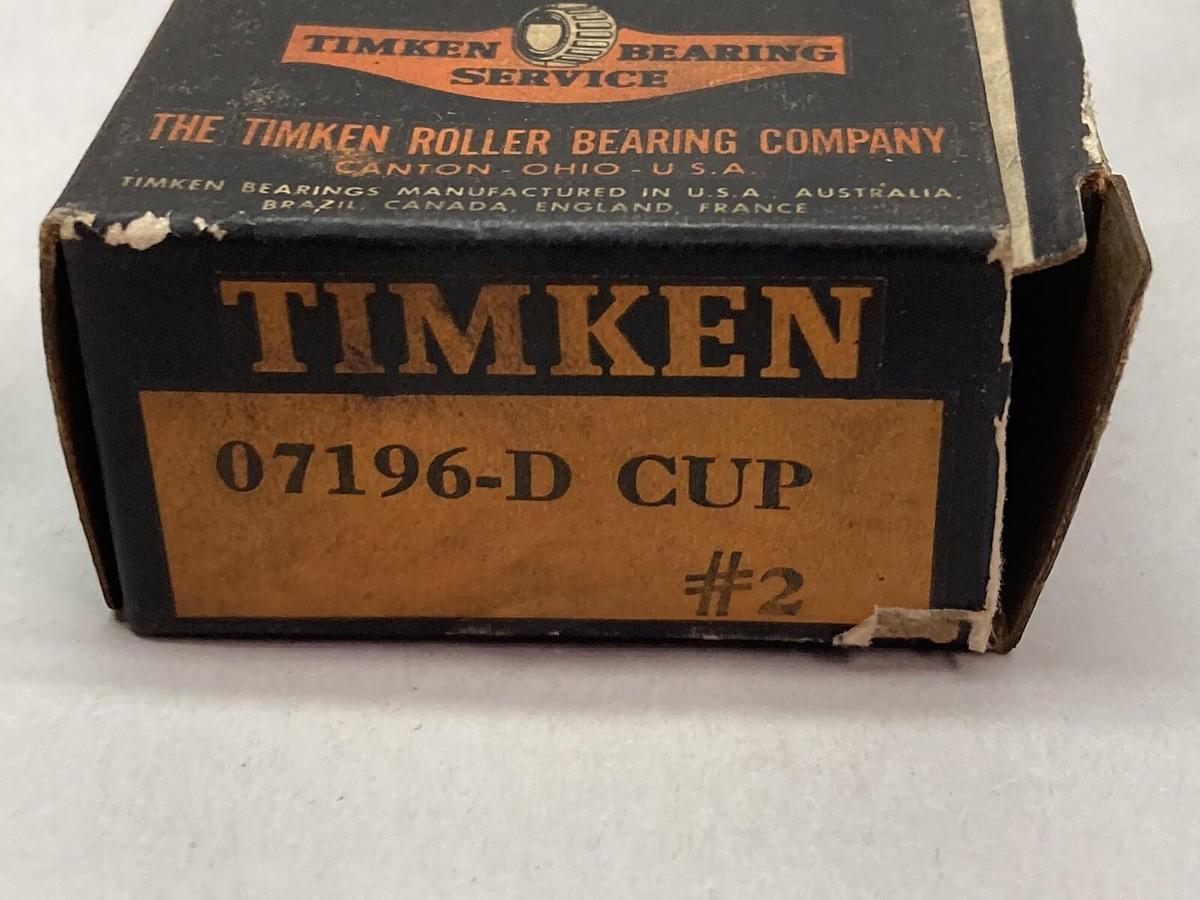 TIMKEN BEARING
SERVICE
THE TIMKEN ROLLER BEARING COMPANY
CANTON - OHIO - U.S.A.
TIMKEN BEARINGS MANUFACTURED IN U.S.A., AUSTRALIA,
BRAZIL, CANADA, ENGLAND, FRANCE
TIMKEN
07196-D CUP
#2